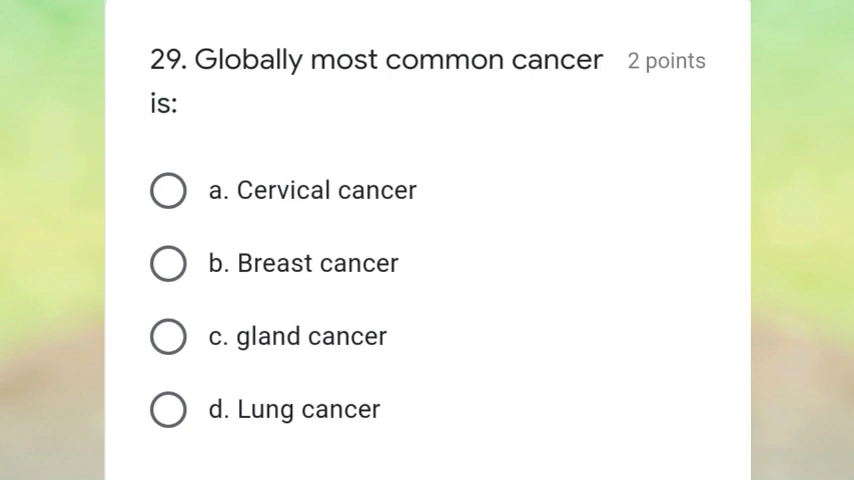 29. Globally most common cancer 2 points
is:
a. Cervical cancer
b. Breast cancer
c. gland cancer
d. Lung cancer